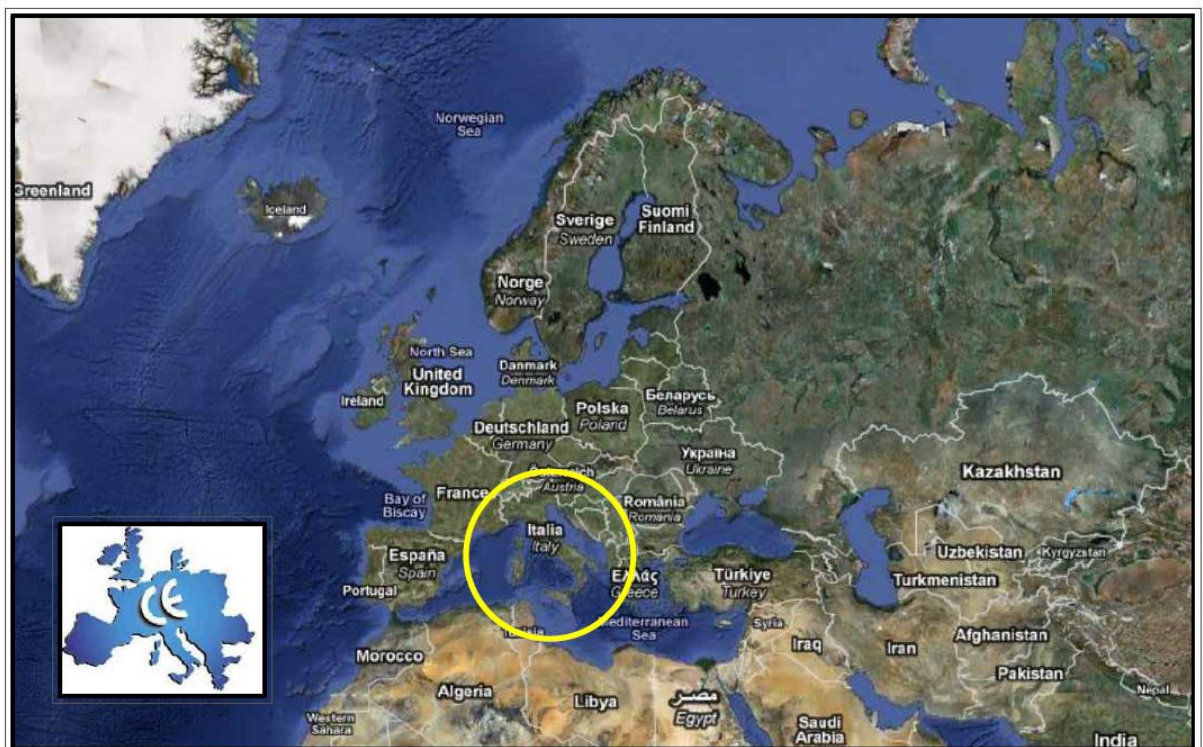 Norwegian
Sea
Greenland
Iceland
Sverige
Sweden
Suomi
Finland
Norge
Norway
North Sea
United
Kingdom
Danmark
Denmark
Ireland
Беларусь
Belarus
Polska
Poland
Deutschland
Germany
Україна
Ukraine
Kazakhstan
Österreich
Austria
France
Bay of
Biscay
România
Romania
Italia
Italy
España
Spain
Portugal
Ελλάς
Greece
Türkiye
Turkey
Uzbekistan
Kyrgyzstan
Turkmenistan
CE
Tunisia
Mediterranean
Sea
Syria
Iraq
Iran
Afghanistan
Pakistan
Nepal
Morocco
Algeria
Libya
مصر
Egypt
Western
Sahara
Saudi
Arabia
India